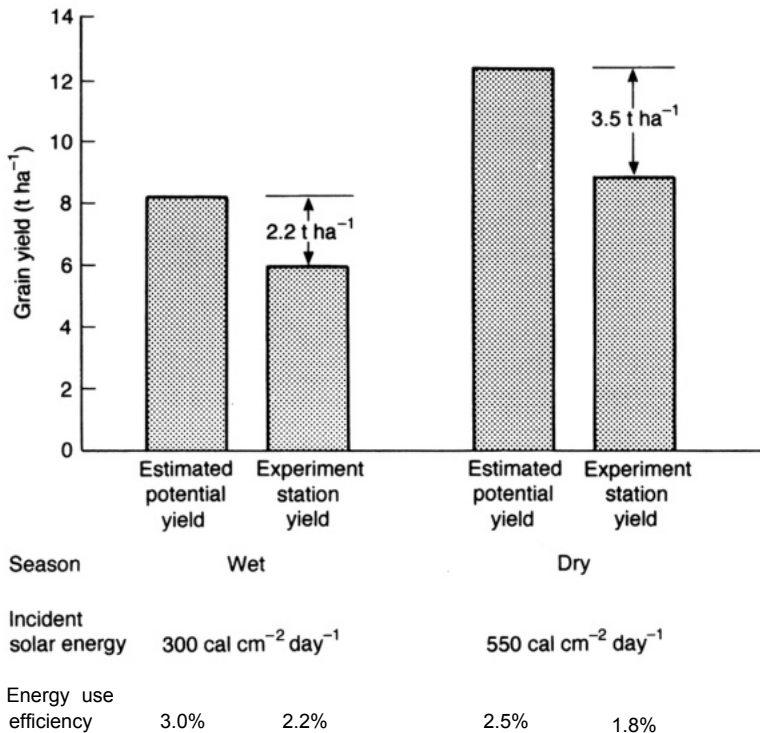 14
12
10
8
6
4
2
0
Grain yield (t ha⁻¹)
2.2 t ha⁻¹
3.5 t ha⁻¹
Estimated potential yield
Experiment station yield
Estimated potential yield
Experiment station yield
Season Wet Dry
Incident
solar energy 300 cal cm⁻² day⁻¹ 550 cal cm⁻² day⁻¹
Energy use
efficiency 3.0% 2.2% 2.5% 1.8%